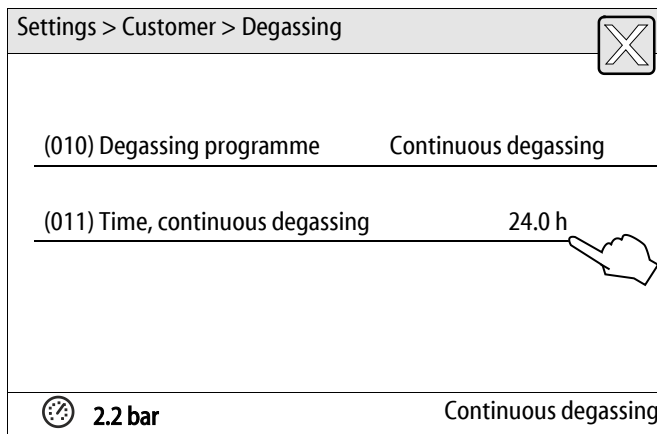 Settings > Customer > Degassing
(010) Degassing programme Continuous degassing
(011) Time, continuous degassing 24.0 h
2.2 bar Continuous degassing